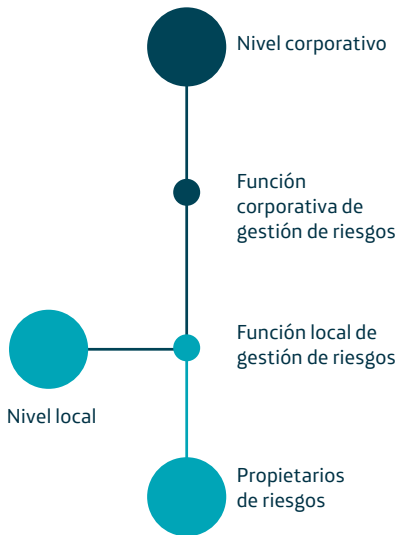 Nivel corporativo
Función
corporativa de
gestión de riesgos
Función local de
gestión de riesgos
Nivel local
Propietarios
de riesgos